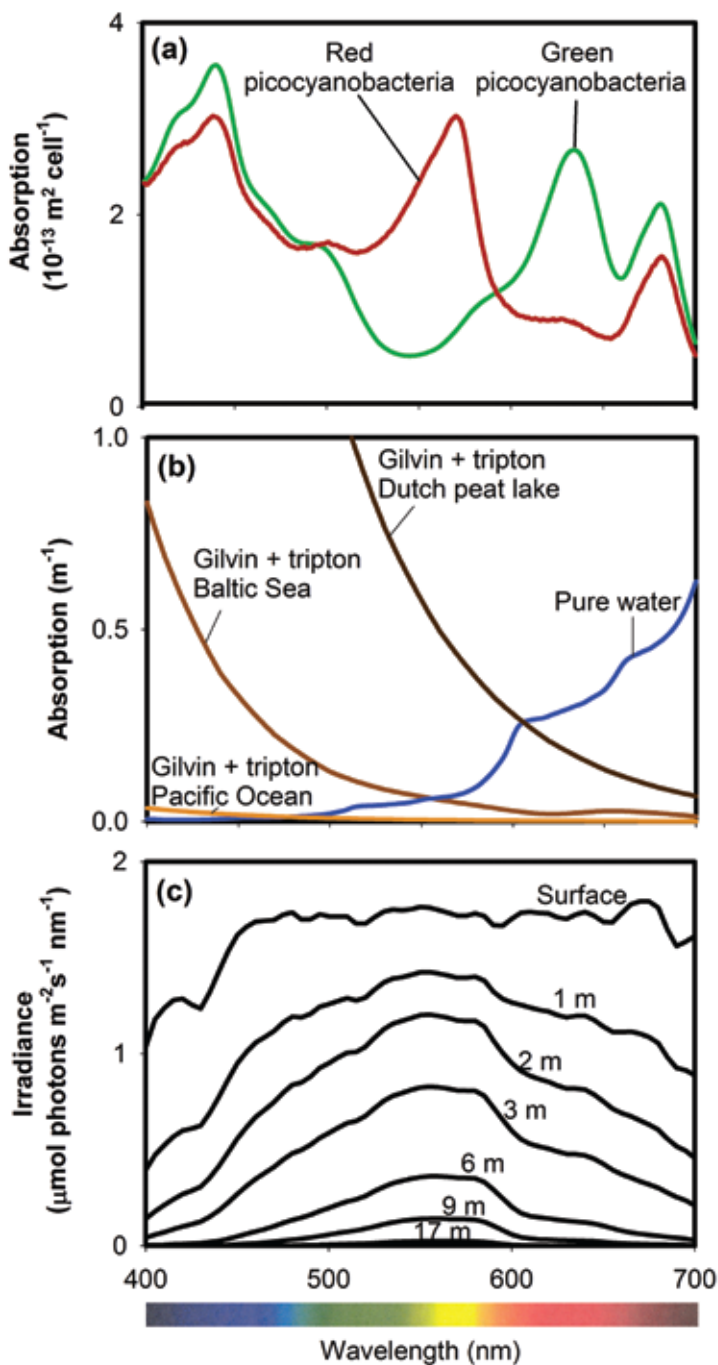 (a)
Red
picocyanobacteria
Green
picocyanobacteria
4
2
0
Absorption
(10⁻¹³ m² cell⁻¹)
(b)
Gilvin + tripton
Dutch peat lake
Gilvin + tripton
Baltic Sea
Pure water
Gilvin + tripton
Pacific Ocean
1.0
0.5
0.0
Absorption (m⁻¹)
(c)
Surface
1 m
2 m
3 m
6 m
9 m
17 m
2
1
0
Irradiance
(µmol photons m⁻²s⁻¹ nm⁻¹)
400 500 600 700
Wavelength (nm)